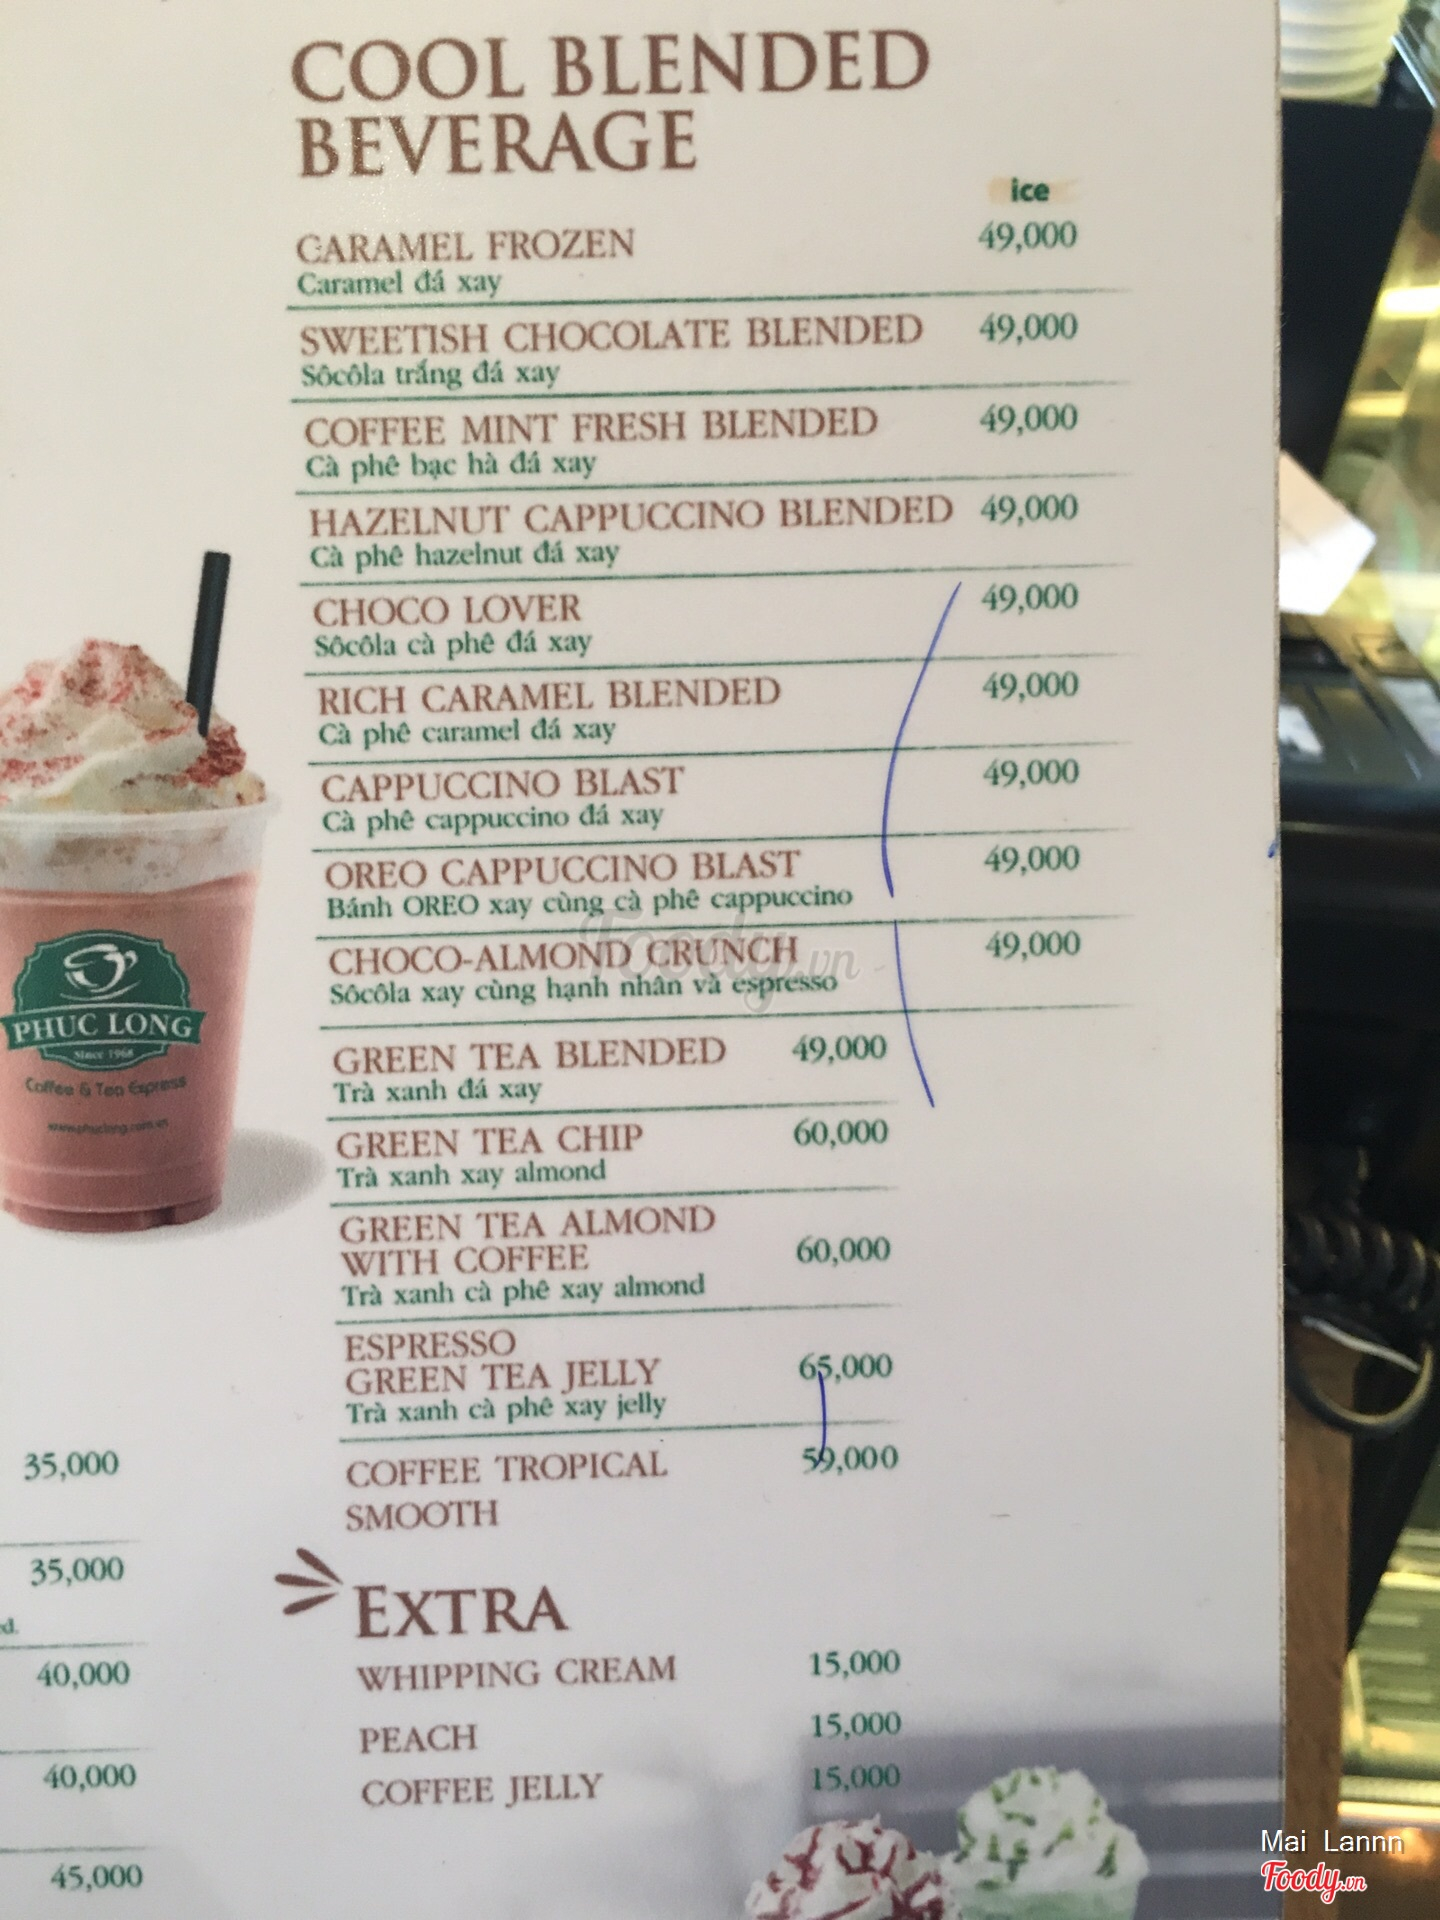 COOL BLENDED
BEVERAGE
ice
CARAMEL FROZEN 49,000
Caramel đá xay
SWEETISH CHOCOLATE BLENDED 49,000
Sôcôla trắng đá xay
COFFEE MINT FRESH BLENDED 49,000
Cà phê bạc hà đá xay
HAZELNUT CAPPUCCINO BLENDED 49,000
Cà phê hazelnut đá xay
CHOCO LOVER 49,000
Sôcôla cà phê đá xay
RICH CARAMEL BLENDED 49,000
Cà phê caramel đá xay
CAPPUCCINO BLAST 49,000
Cà phê cappuccino đá xay
OREO CAPPUCCINO BLAST 49,000
Bánh OREO xay cùng cà phê cappuccino
CHOCO-ALMOND CRUNCH 49,000
Sôcôla xay cùng hạnh nhân và espresso
GREEN TEA BLENDED 49,000
Trà xanh đá xay
GREEN TEA CHIP 60,000
Trà xanh xay almond
GREEN TEA ALMOND
WITH COFFEE 60,000
Trà xanh cà phê xay almond
ESPRESSO
GREEN TEA JELLY 65,000
Trà xanh cà phê xay jelly
COFFEE TROPICAL 59,000
SMOOTH
EXTRA
WHIPPING CREAM 15,000
PEACH 15,000
COFFEE JELLY 15,000
PHUC LONG
Since 1968
Coffee & Tea Express
www.phuclong.com.vn
35,000
35,000
ed.
40,000
40,000
45,000
Foody.vn
Mai Lannn
Foody.vn